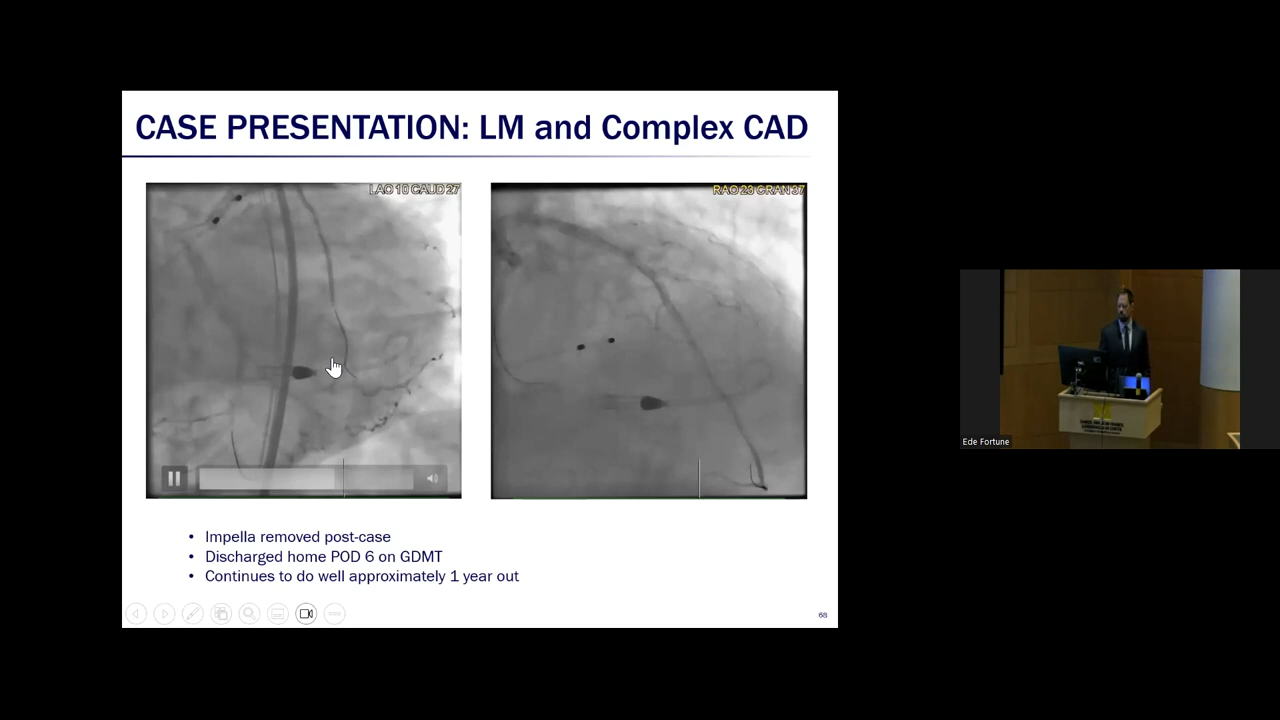 CASE PRESENTATION: LM and Complex CAD
LAO 10 CAUD 27
RAO 23 CRAN 37
• Impella removed post-case
• Discharged home POD 6 on GDMT
• Continues to do well approximately 1 year out
68
Ede Fortune